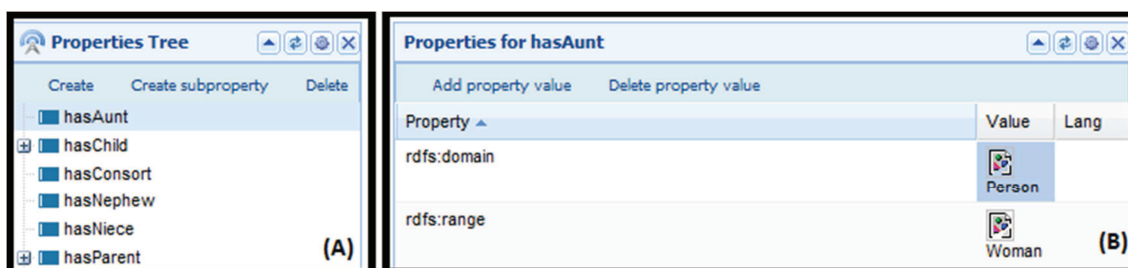 Properties Tree
Create Create subproperty Delete
hasAunt
hasChild
hasConsort
hasNephew
hasNiece
hasParent
(A)
Properties for hasAunt
Add property value Delete property value
Property Value Lang
rdfs:domain
Person
rdfs:range
Woman
(B)